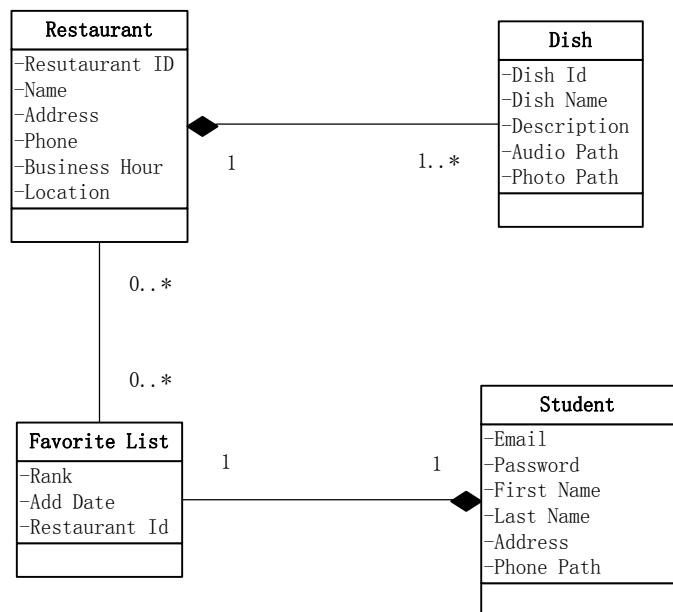 Restaurant
-Resutaurant ID
-Name
-Address
-Phone
-Business Hour
-Location
Dish
-Dish Id
-Dish Name
-Description
-Audio Path
-Photo Path
1
1..*
0..*
0..*
Favorite List
-Rank
-Add Date
-Restaurant Id
1
1
Student
-Email
-Password
-First Name
-Last Name
-Address
-Phone Path